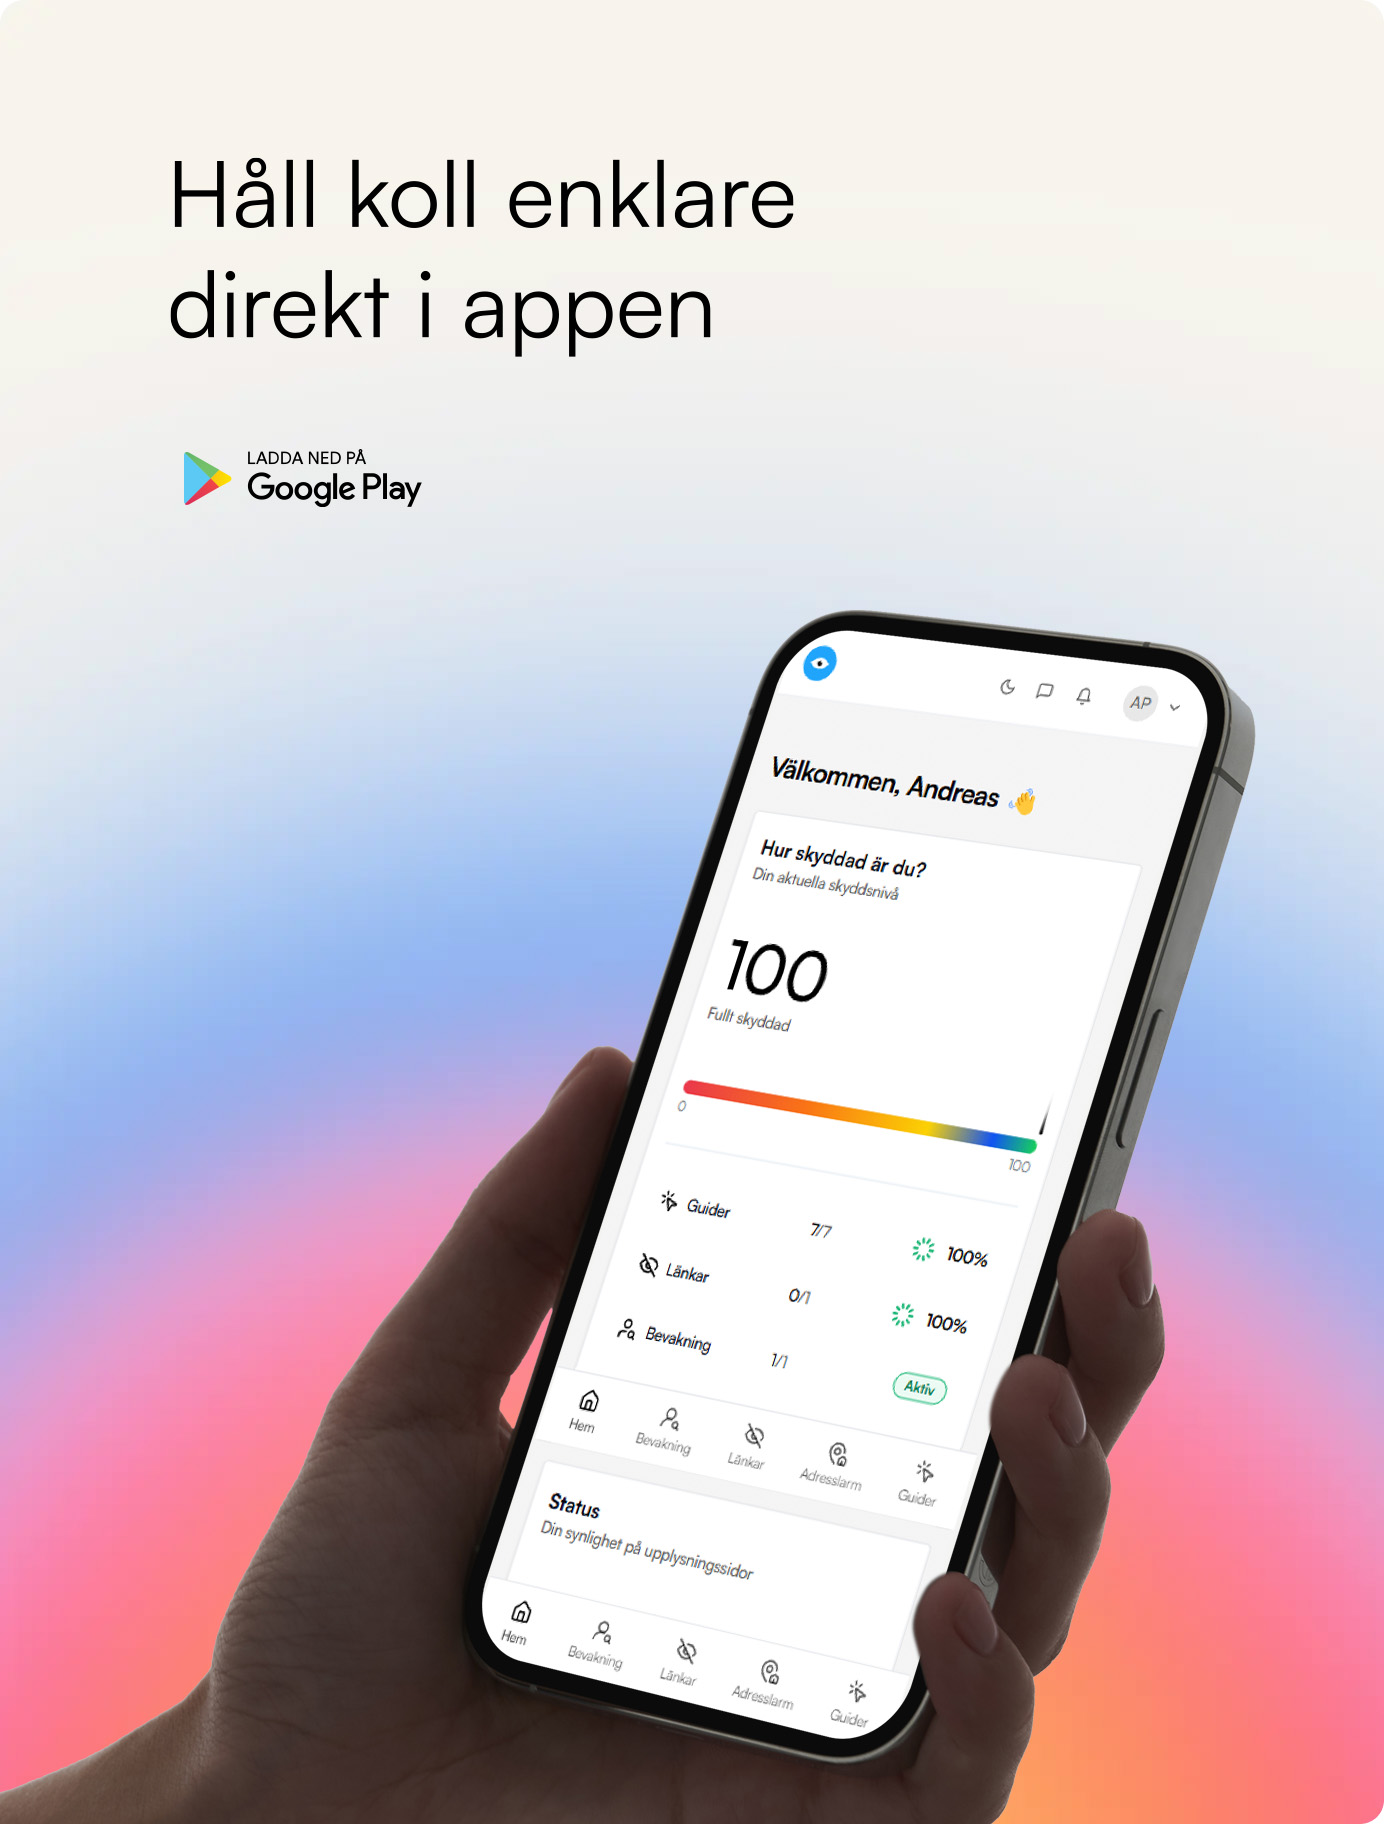 Håll koll enklare
direkt i appen
LADDA NED PÅ
Google Play
AP
Välkommen, Andreas 👋
Hur skyddad är du?
Din aktuella skyddsnivå
100
Fullt skyddad
0
100
Guider 7/7 100%
Länkar 0/1 100%
Bevakning 1/1 Aktiv
Hem Bevakning Länkar Adresslarm Guider
Status
Din synlighet på upplysningssidor
Hem Bevakning Länkar Adresslarm Guider